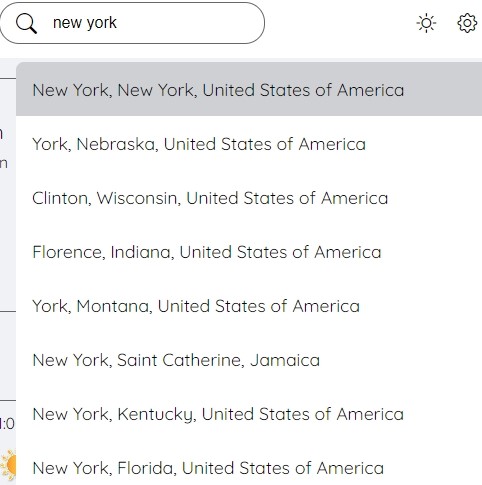 new york
New York, New York, United States of America
York, Nebraska, United States of America
Clinton, Wisconsin, United States of America
Florence, Indiana, United States of America
York, Montana, United States of America
New York, Saint Catherine, Jamaica
New York, Kentucky, United States of America
New York, Florida, United States of America